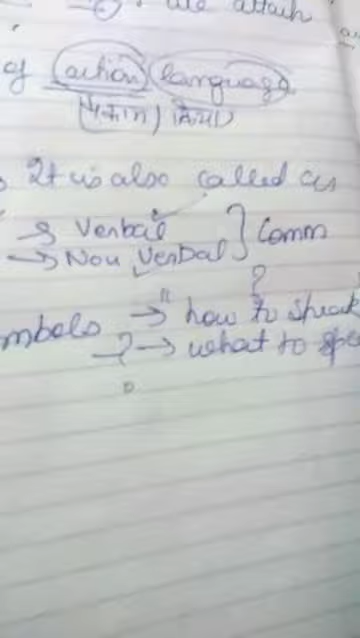 we attach
of (action) (language)
क्रिया
It is also called as
→ Verbal } Comm
→ Non Verbal
?
mbols → " how to speak
? → what to spe